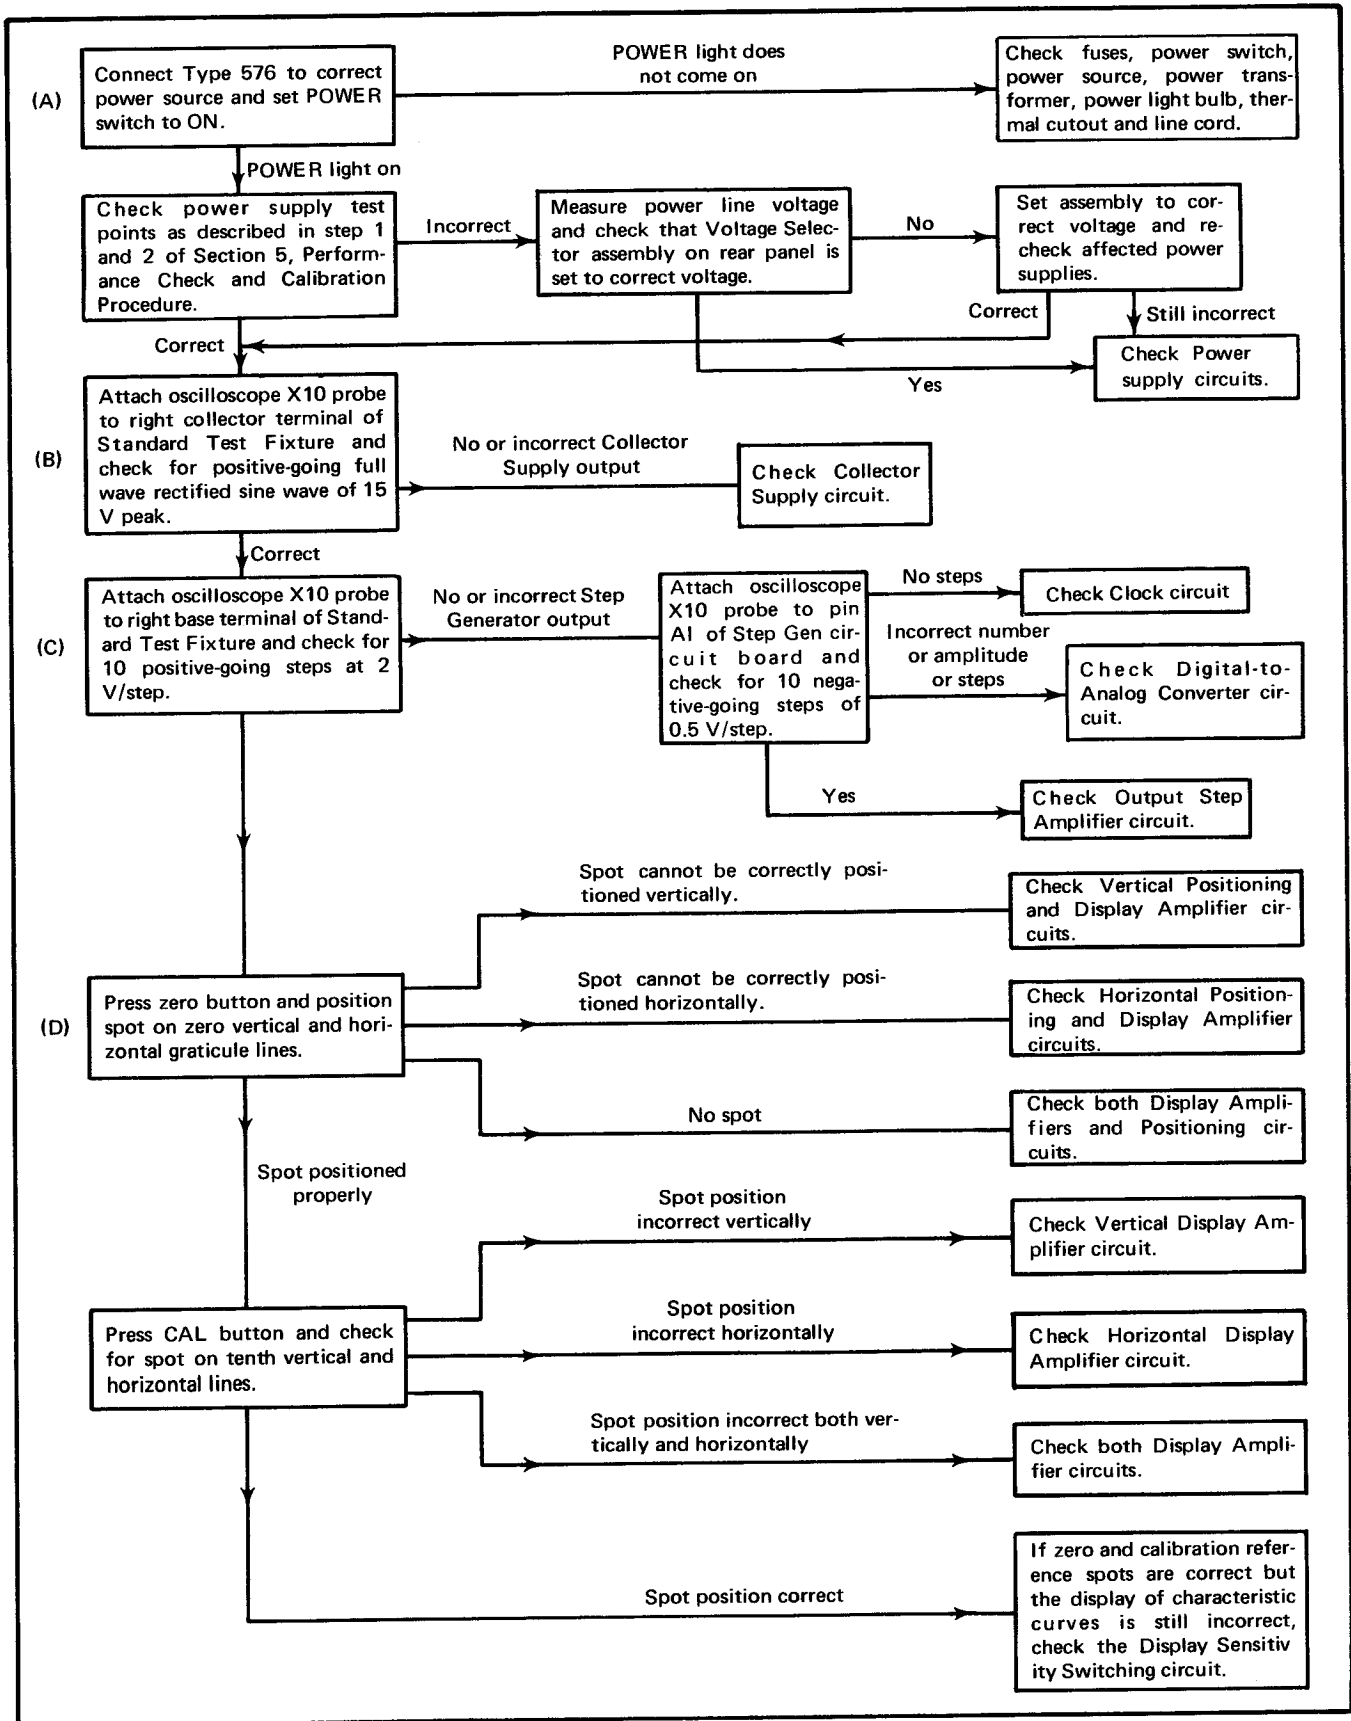 POWER light does
not come on
Connect Type 576 to correct
power source and set POWER
switch to ON.
(A)
Check fuses, power switch,
power source, power trans-
former, power light bulb, ther-
mal cutout and line cord.
POWER light on
Check power supply test
points as described in step 1
and 2 of Section 5, Perform-
ance Check and Calibration
Procedure.
Incorrect
Measure power line voltage
and check that Voltage Selec-
tor assembly on rear panel is
set to correct voltage.
No
Set assembly to cor-
rect voltage and re-
check affected power
supplies.
Correct
Still incorrect
Correct
Yes
Check Power
supply circuits.
(B)
Attach oscilloscope X10 probe
to right collector terminal of
Standard Test Fixture and
check for positive-going full
wave rectified sine wave of 15
V peak.
No or incorrect Collector
Supply output
Check Collector
Supply circuit.
Correct
(C)
Attach oscilloscope X10 probe
to right base terminal of Stan-
dard Test Fixture and check for
10 positive-going steps at 2
V/step.
No or incorrect Step
Generator output
Attach oscilloscope
X10 probe to pin
AI of Step Gen cir-
cuit board and
check for 10 nega-
tive-going steps of
0.5 V/step.
No steps
Check Clock circuit
Incorrect number
or amplitude
or steps
Check Digital-to-
Analog Converter cir-
cuit.
Yes
Check Output Step
Amplifier circuit.
Spot cannot be correctly posi-
tioned vertically.
Check Vertical Positioning
and Display Amplifier cir-
cuits.
(D)
Press zero button and position
spot on zero vertical and hori-
zontal graticule lines.
Spot cannot be correctly posi-
tioned horizontally.
Check Horizontal Position-
ing and Display Amplifier
circuits.
No spot
Check both Display Ampli-
fiers and Positioning cir-
cuits.
Spot positioned
properly
Spot position
incorrect vertically
Check Vertical Display Am-
plifier circuit.
Press CAL button and check
for spot on tenth vertical and
horizontal lines.
Spot position
incorrect horizontally
Check Horizontal Display
Amplifier circuit.
Spot position incorrect both ver-
tically and horizontally
Check both Display Ampli-
fier circuits.
Spot position correct
If zero and calibration refer-
ence spots are correct but
the display of characteristic
curves is still incorrect,
check the Display Sensitiv
ity Switching circuit.